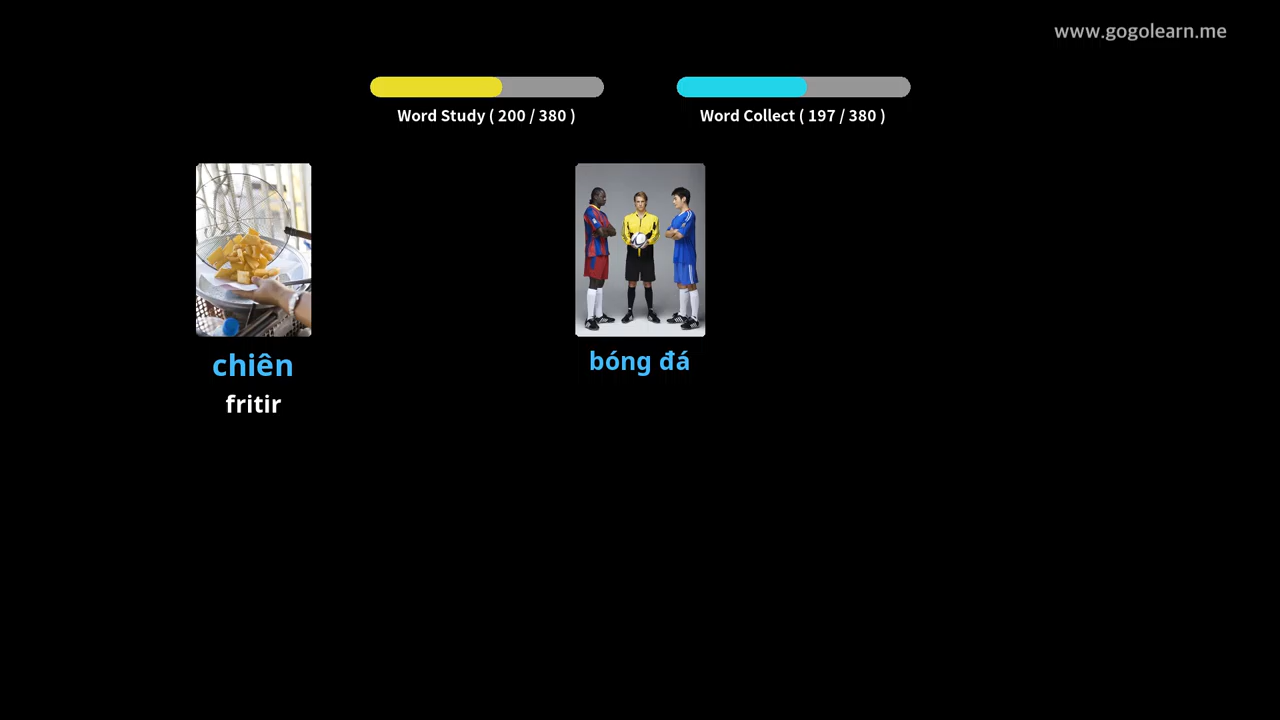 www.gogolearn.me
Word Study ( 200 / 380 )
Word Collect ( 197 / 380 )
chiên
fritir
bóng đá